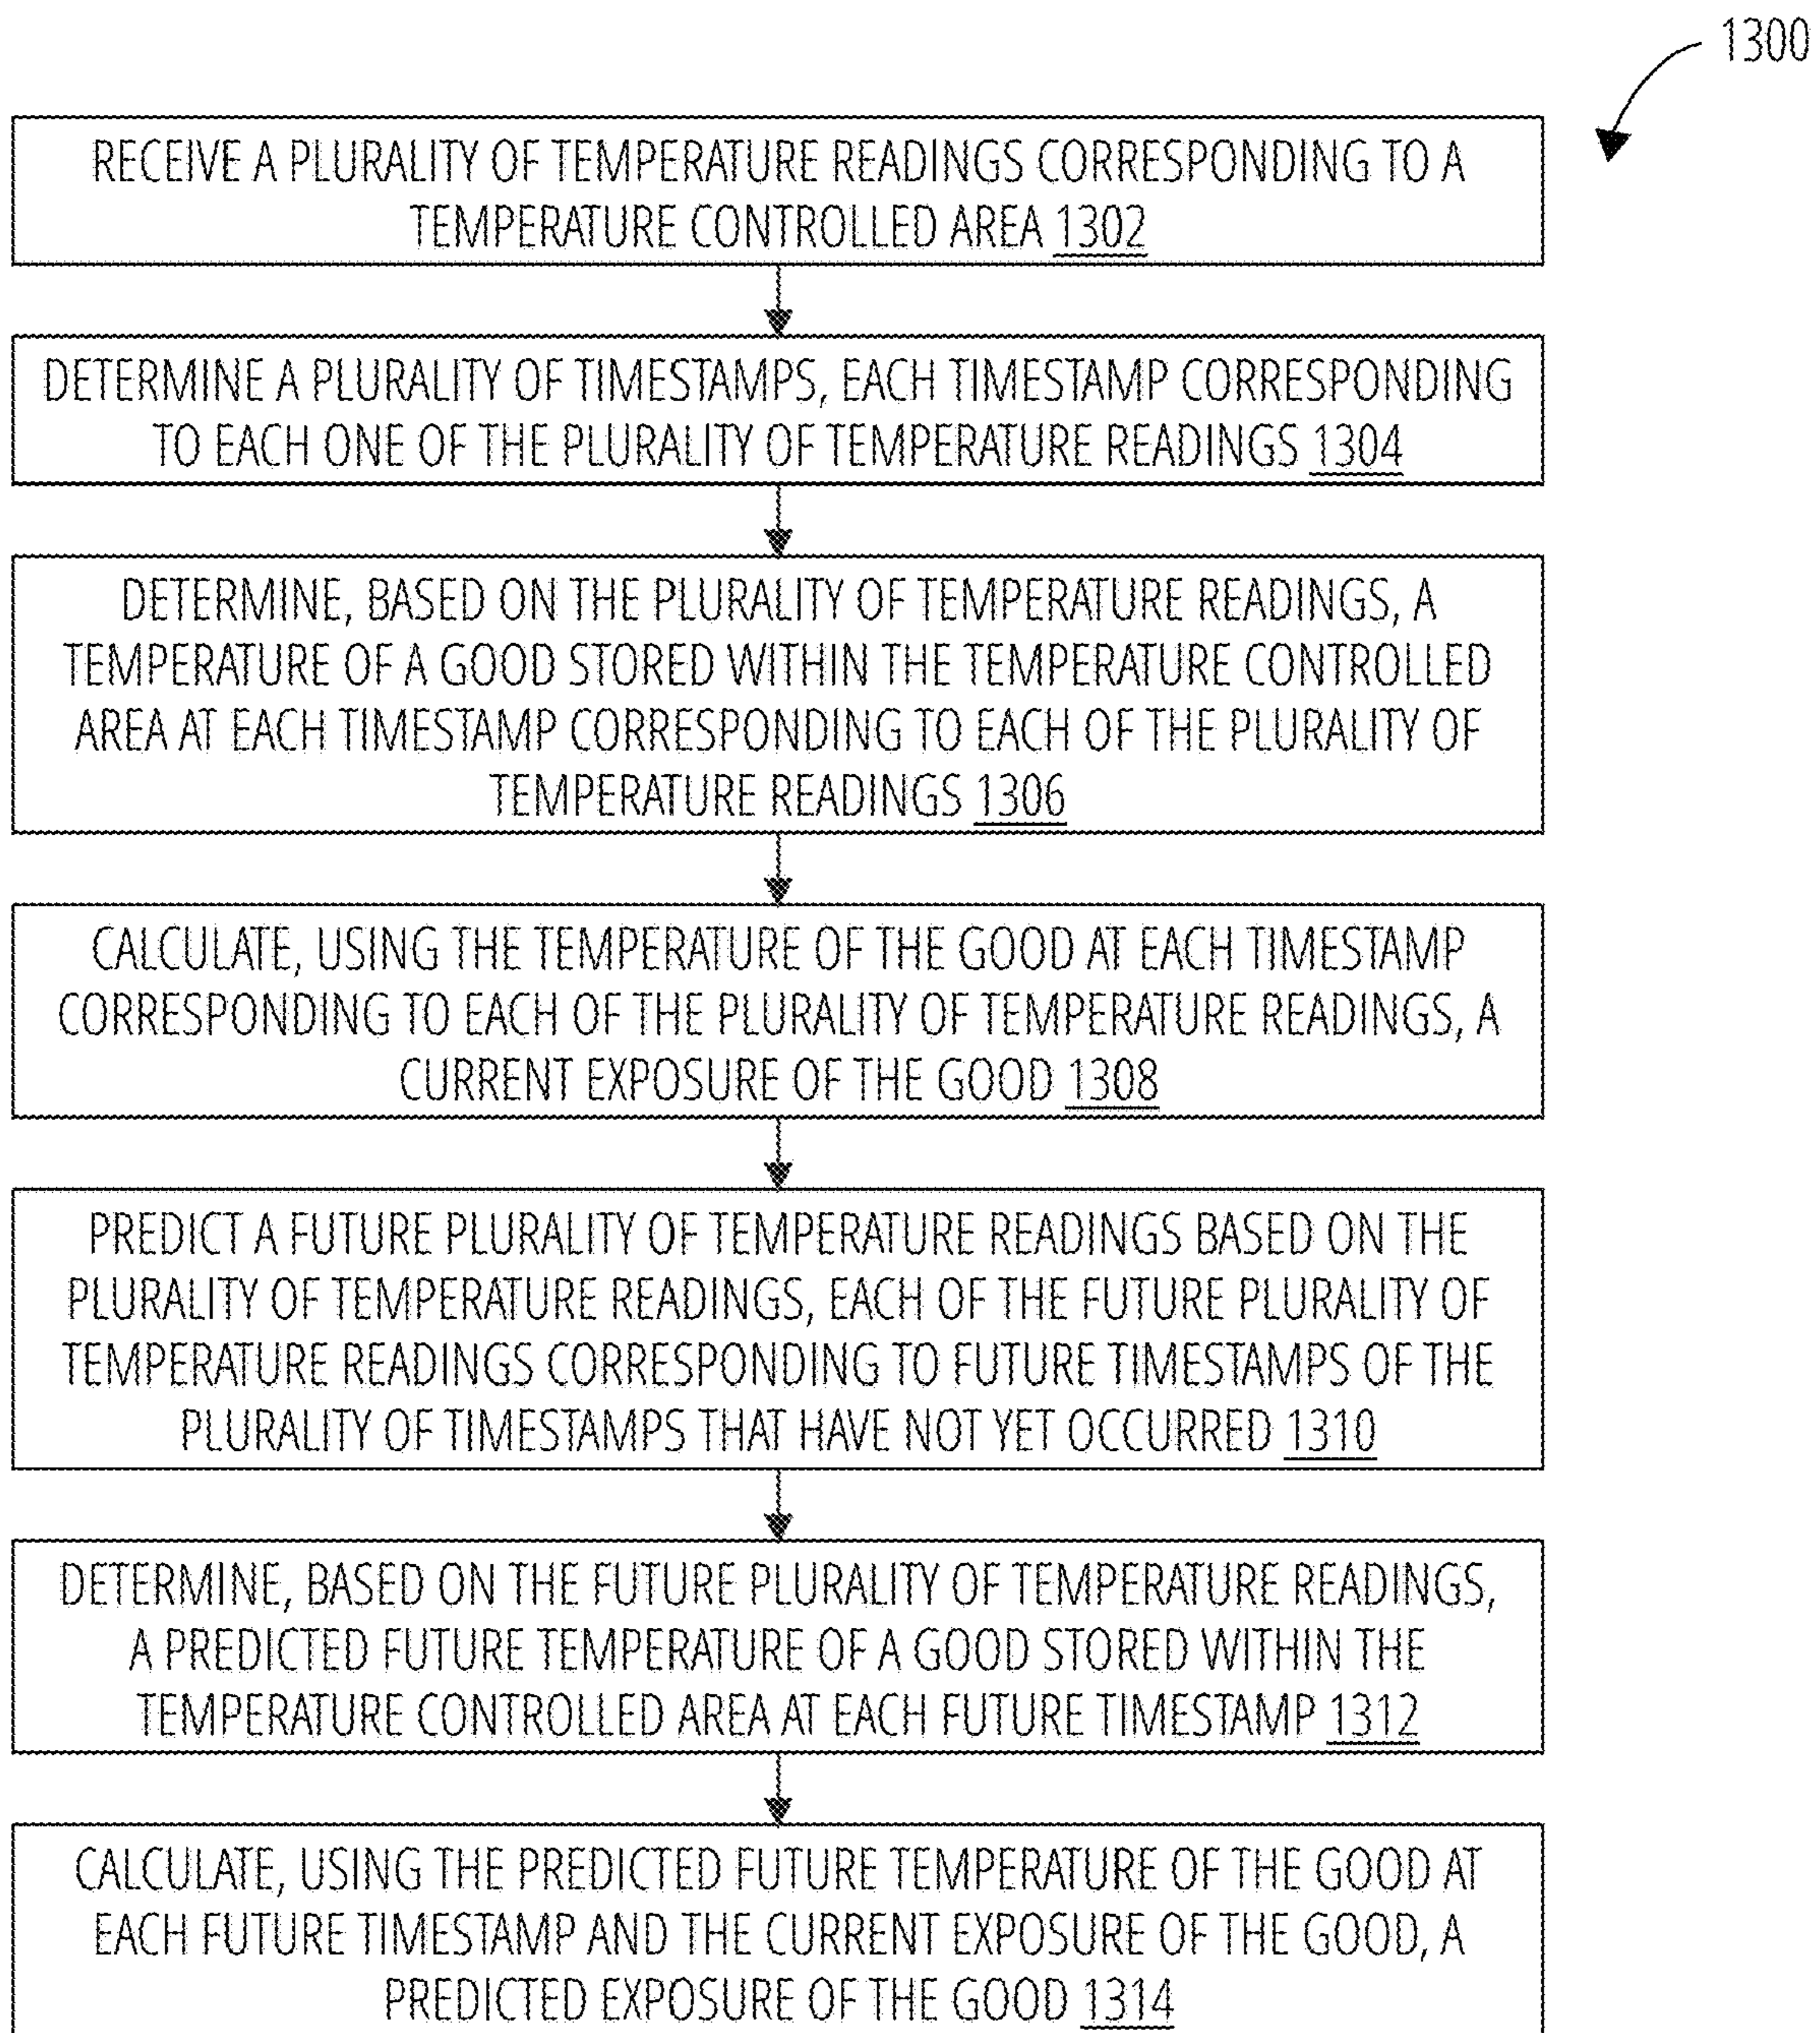 1300
RECEIVE A PLURALITY OF TEMPERATURE READINGS CORRESPONDING TO A
TEMPERATURE CONTROLLED AREA 1302
DETERMINE A PLURALITY OF TIMESTAMPS, EACH TIMESTAMP CORRESPONDING
TO EACH ONE OF THE PLURALITY OF TEMPERATURE READINGS 1304
DETERMINE, BASED ON THE PLURALITY OF TEMPERATURE READINGS, A
TEMPERATURE OF A GOOD STORED WITHIN THE TEMPERATURE CONTROLLED
AREA AT EACH TIMESTAMP CORRESPONDING TO EACH OF THE PLURALITY OF
TEMPERATURE READINGS 1306
CALCULATE, USING THE TEMPERATURE OF THE GOOD AT EACH TIMESTAMP
CORRESPONDING TO EACH OF THE PLURALITY OF TEMPERATURE READINGS, A
CURRENT EXPOSURE OF THE GOOD 1308
PREDICT A FUTURE PLURALITY OF TEMPERATURE READINGS BASED ON THE
PLURALITY OF TEMPERATURE READINGS, EACH OF THE FUTURE PLURALITY OF
TEMPERATURE READINGS CORRESPONDING TO FUTURE TIMESTAMPS OF THE
PLURALITY OF TIMESTAMPS THAT HAVE NOT YET OCCURRED 1310
DETERMINE, BASED ON THE FUTURE PLURALITY OF TEMPERATURE READINGS,
A PREDICTED FUTURE TEMPERATURE OF A GOOD STORED WITHIN THE
TEMPERATURE CONTROLLED AREA AT EACH FUTURE TIMESTAMP 1312
CALCULATE, USING THE PREDICTED FUTURE TEMPERATURE OF THE GOOD AT
EACH FUTURE TIMESTAMP AND THE CURRENT EXPOSURE OF THE GOOD, A
PREDICTED EXPOSURE OF THE GOOD 1314